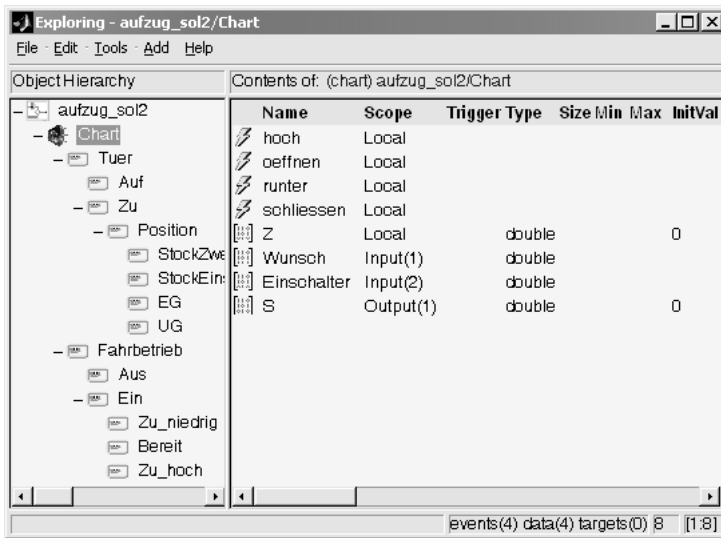 Exploring - aufzug_sol2/Chart
File Edit Tools Add Help
Object Hierarchy
Contents of: (chart) aufzug_sol2/Chart
aufzug_sol2
Chart
Tuer
Auf
Zu
Position
StockZwe
StockEin
EG
UG
Fahrbetrieb
Aus
Ein
Zu_niedrig
Bereit
Zu_hoch
Name Scope Trigger Type Size Min Max InitVal
hoch Local
oeffnen Local
runter Local
schliessen Local
Z Local double 0
Wunsch Input(1) double
Einschalter Input(2) double
S Output(1) double 0
events(4) data(4) targets(0) 8 [1:8]